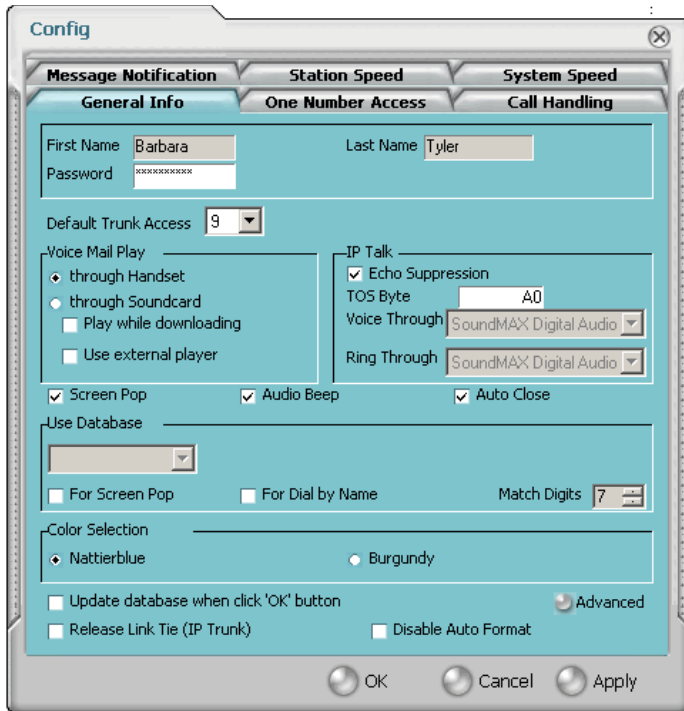 :
Config
Message Notification Station Speed System Speed
General Info One Number Access Call Handling
First Name Barbara Last Name Tyler
Password ××××××××××
Default Trunk Access 9
Voice Mail Play IP Talk
through Handset Echo Suppression
through Soundcard TOS Byte A0
Play while downloading Voice Through SoundMAX Digital Audio
Use external player Ring Through SoundMAX Digital Audio
Screen Pop Audio Beep Auto Close
Use Database
For Screen Pop For Dial by Name Match Digits 7
Color Selection
Nattierblue Burgundy
Update database when click 'OK' button Advanced
Release Link Tie (IP Trunk) Disable Auto Format
OK Cancel Apply